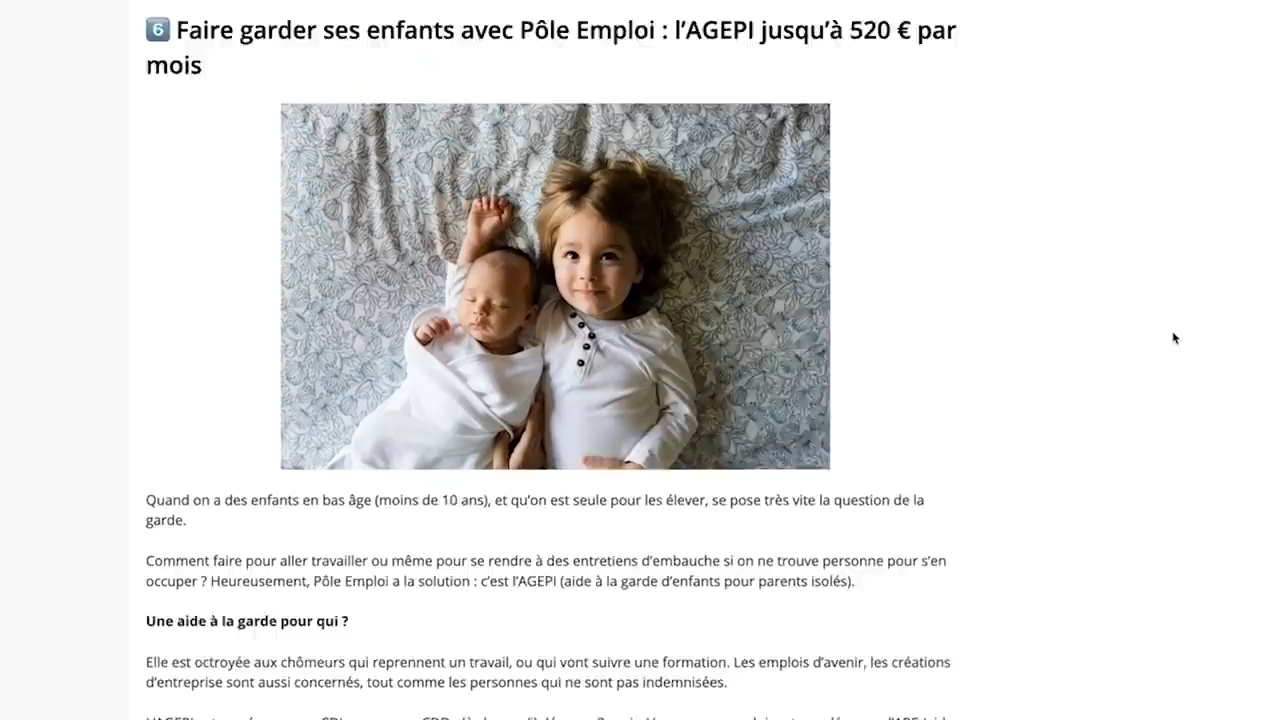 6 Faire garder ses enfants avec Pôle Emploi : l’AGEPI jusqu’à 520 € par
mois
Quand on a des enfants en bas âge (moins de 10 ans), et qu’on est seule pour les élever, se pose très vite la question de la
garde.
Comment faire pour aller travailler ou même pour se rendre à des entretiens d’embauche si on ne trouve personne pour s’en
occuper ? Heureusement, Pôle Emploi a la solution : c’est l’AGEPI (aide à la garde d’enfants pour parents isolés).
Une aide à la garde pour qui ?
Elle est octroyée aux chômeurs qui reprennent un travail, ou qui vont suivre une formation. Les emplois d’avenir, les créations
d’entreprise sont aussi concernés, tout comme les personnes qui ne sont pas indemnisées.